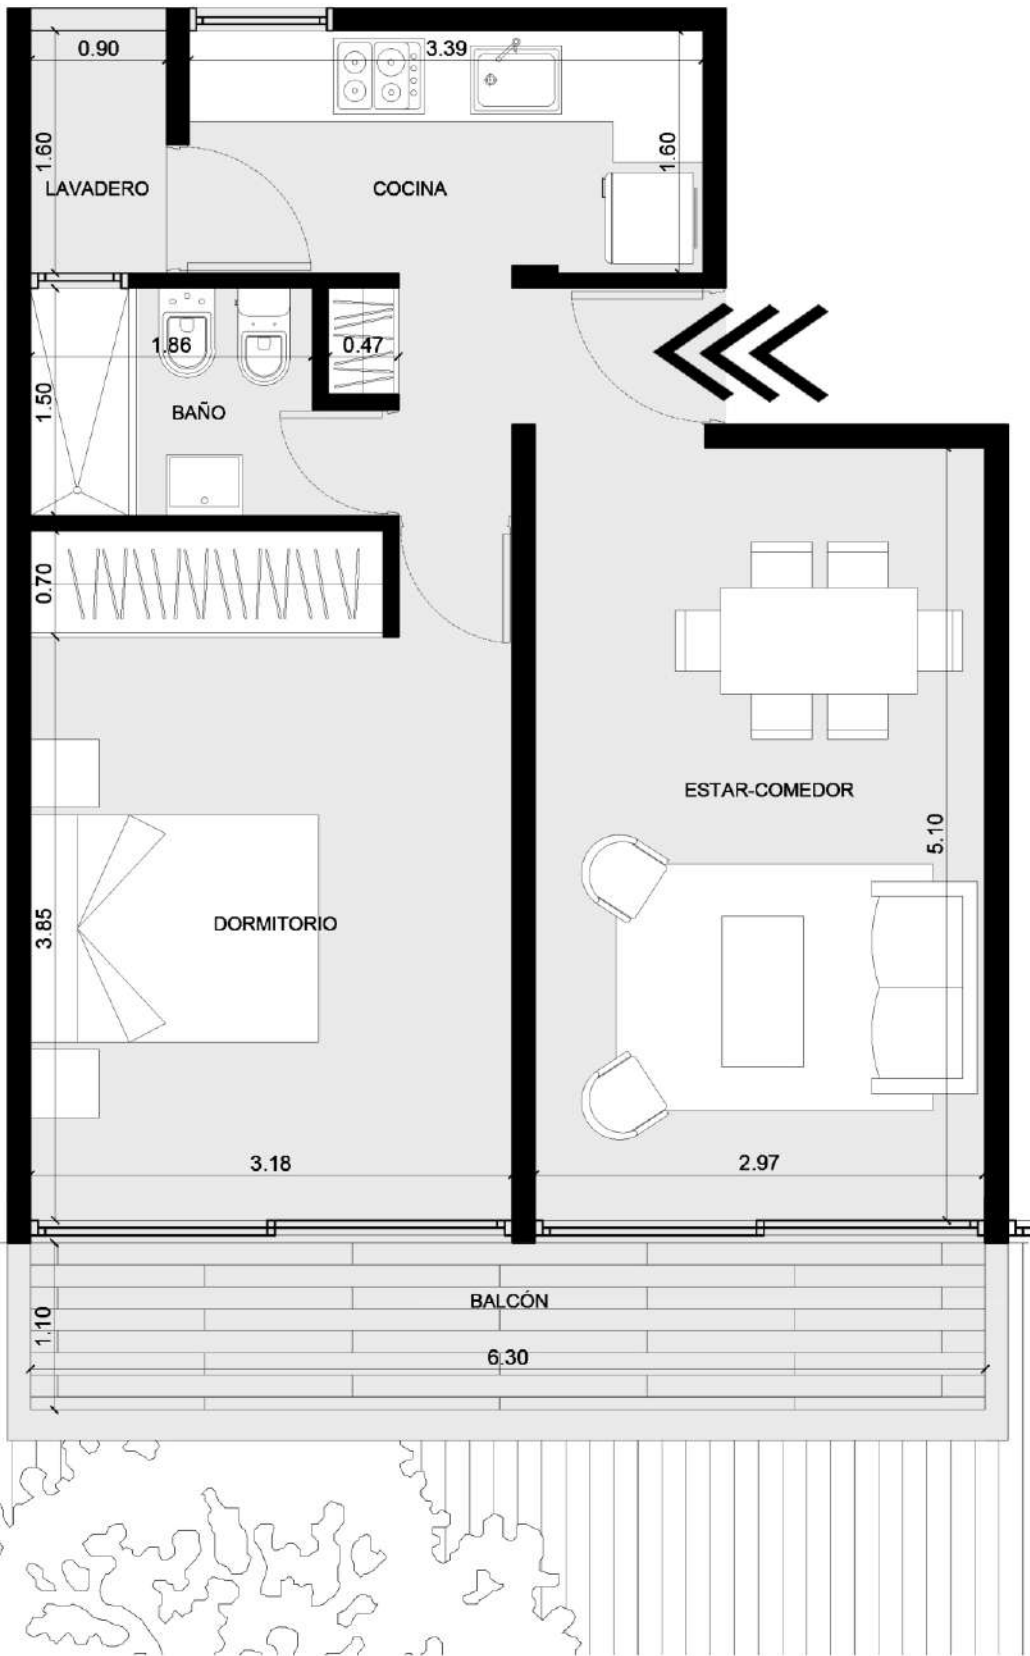 0.90
3.39
1.60
1.60
LAVADERO
COCINA
1.86
0.47
1.50
BAÑO
0.70
ESTAR-COMEDOR
5.10
3.85
DORMITORIO
3.18
2.97
BALCÓN
1.10
6.30